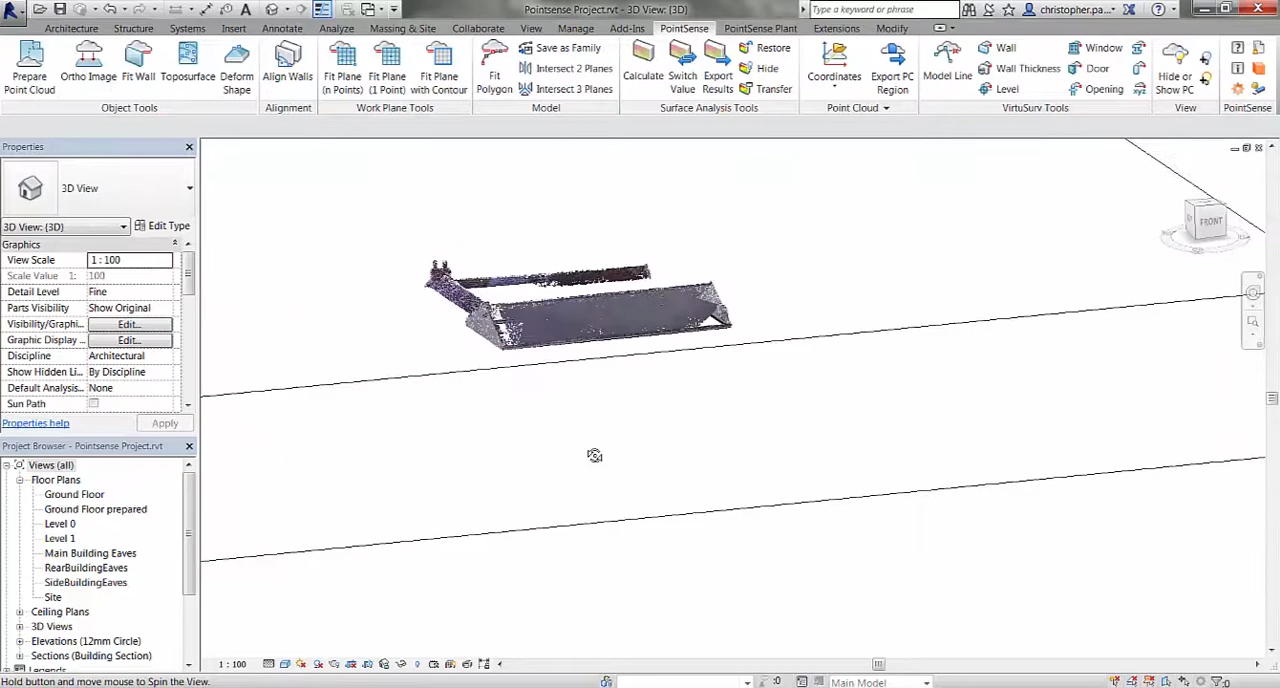 Pointsense Project.rvt - 3D View: {3D}
Type a keyword or phrase
christopher.pa...
Architecture Structure Systems Insert Annotate Analyze Massing & Site Collaborate View Manage Add-Ins PointSense PointSense Plant Extensions Modify
Prepare Point Cloud
Ortho Image
Fit Wall
Toposurface
Deform Shape
Align Walls
Fit Plane (n Points)
Fit Plane (1 Point)
Fit Plane with Contour
Fit Polygon
Save as Family
Intersect 2 Planes
Intersect 3 Planes
Calculate
Switch Value
Export Results
Restore
Hide
Transfer
Coordinates
Export PC Region
Model Line
Wall
Wall Thickness
Level
Window
Door
Opening
Hide or Show PC
Object Tools
Alignment
Work Plane Tools
Model
Surface Analysis Tools
Point Cloud
VirtuSurv Tools
View
PointSense
Properties
3D View
3D View: {3D}
Edit Type
Graphics
View Scale 1 : 100
Scale Value 1: 100
Detail Level Fine
Parts Visibility Show Original
Visibility/Graphi... Edit...
Graphic Display ... Edit...
Discipline Architectural
Show Hidden Li... By Discipline
Default Analysis... None
Sun Path
Properties help
Apply
Project Browser - Pointsense Project.rvt
Views (all)
Floor Plans
Ground Floor
Ground Floor prepared
Level 0
Level 1
Main Building Eaves
RearBuildingEaves
SideBuildingEaves
Site
Ceiling Plans
3D Views
Elevations (12mm Circle)
Sections (Building Section)
Legends
FRONT
1 : 100
Hold button and move mouse to Spin the View.
:0
Main Model
:0